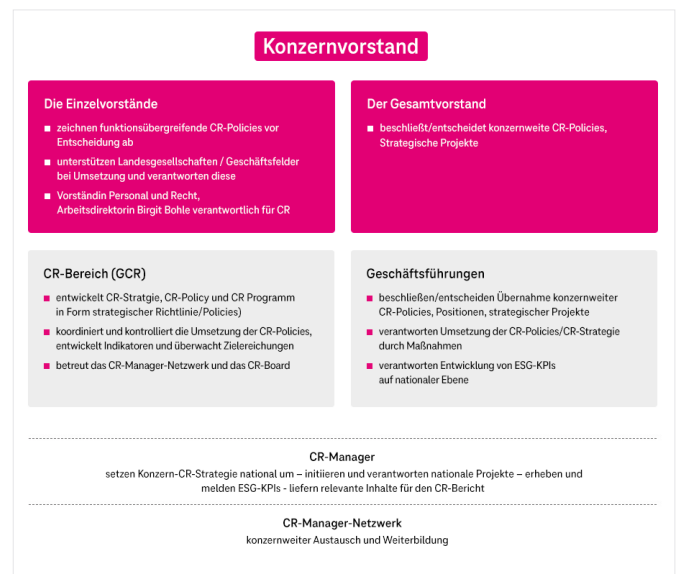 Konzernvorstand
Die Einzelvorstände
zeichnen funktionsübergreifende CR-Policies vor
Entscheidung ab
unterstützen Landesgesellschaften / Geschäftsfelder
bei Umsetzung und verantworten diese
Vorständin Personal und Recht,
Arbeitsdirektorin Birgit Bohle verantwortlich für CR
Der Gesamtvorstand
beschließt/entscheidet konzernweite CR-Policies,
Strategische Projekte
CR-Bereich (GCR)
entwickelt CR-Stratgie, CR-Policy und CR Programm
in Form strategischer Richtlinie/Policies)
koordiniert und kontrolliert die Umsetzung der CR-Policies,
entwickelt Indikatoren und überwacht Zielereichungen
betreut das CR-Manager-Netzwerk und das CR-Board
Geschäftsführungen
beschließen/entscheiden Übernahme konzernweiter
CR-Policies, Positionen, strategischer Projekte
verantworten Umsetzung der CR-Policies/CR-Strategie
durch Maßnahmen
verantworten Entwicklung von ESG-KPIs
auf nationaler Ebene
CR-Manager
setzen Konzern-CR-Strategie national um – initiieren und verantworten nationale Projekte – erheben und
melden ESG-KPIs - liefern relevante Inhalte für den CR-Bericht
CR-Manager-Netzwerk
konzernweiter Austausch und Weiterbildung